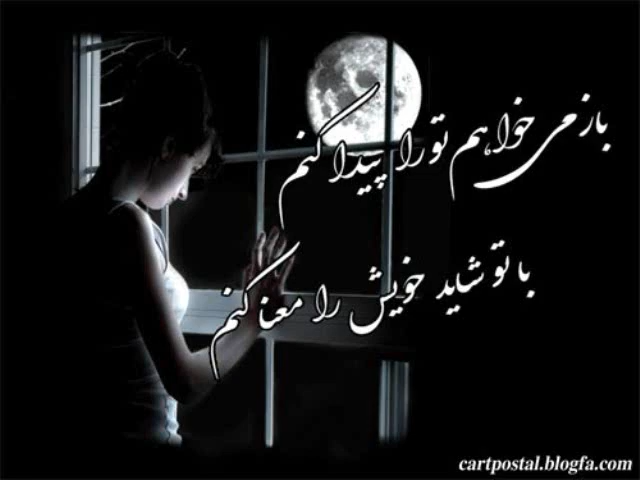 باز می خواهم تو را پیدا کنم
با تو شاید خویش را معنا کنم
cartpostal.blogfa.com